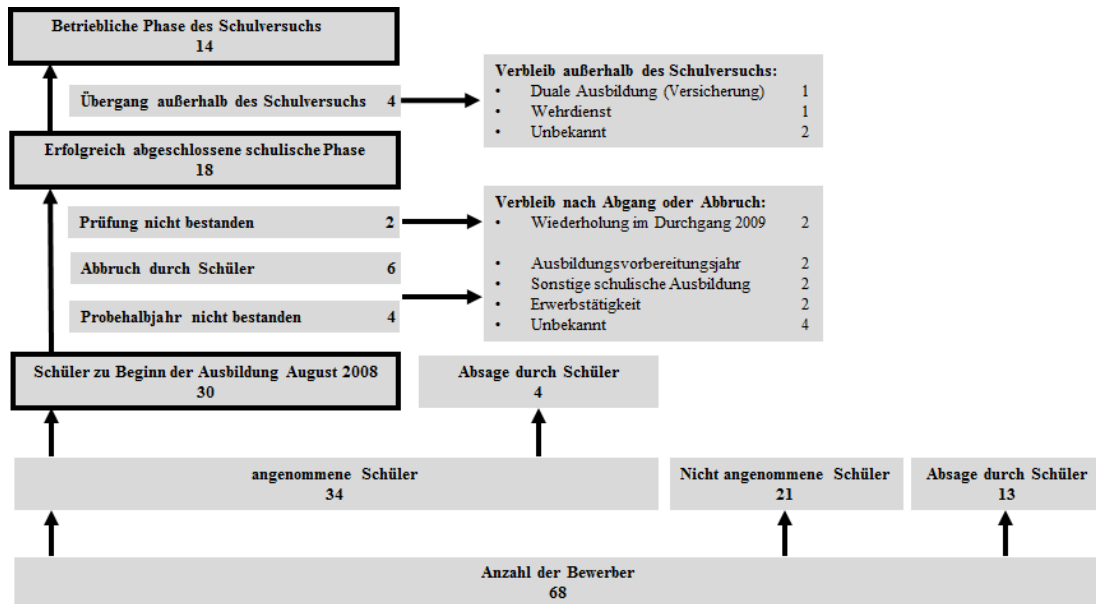 Betriebliche Phase des Schulversuchs
14
Übergang außerhalb des Schulversuchs 4
Verbleib außerhalb des Schulversuchs:
• Duale Ausbildung (Versicherung) 1
• Wehrdienst 1
• Unbekannt 2
Erfolgreich abgeschlossene schulische Phase
18
Prüfung nicht bestanden 2
Abbruch durch Schüler 6
Probehalbjahr nicht bestanden 4
Verbleib nach Abgang oder Abbruch:
• Wiederholung im Durchgang 2009 2
• Ausbildungsvorbereitungsjahr 2
• Sonstige schulische Ausbildung 2
• Erwerbstätigkeit 2
• Unbekannt 4
Schüler zu Beginn der Ausbildung August 2008
30
Absage durch Schüler
4
angenommene Schüler
34
Nicht angenommene Schüler
21
Absage durch Schüler
13
Anzahl der Bewerber
68